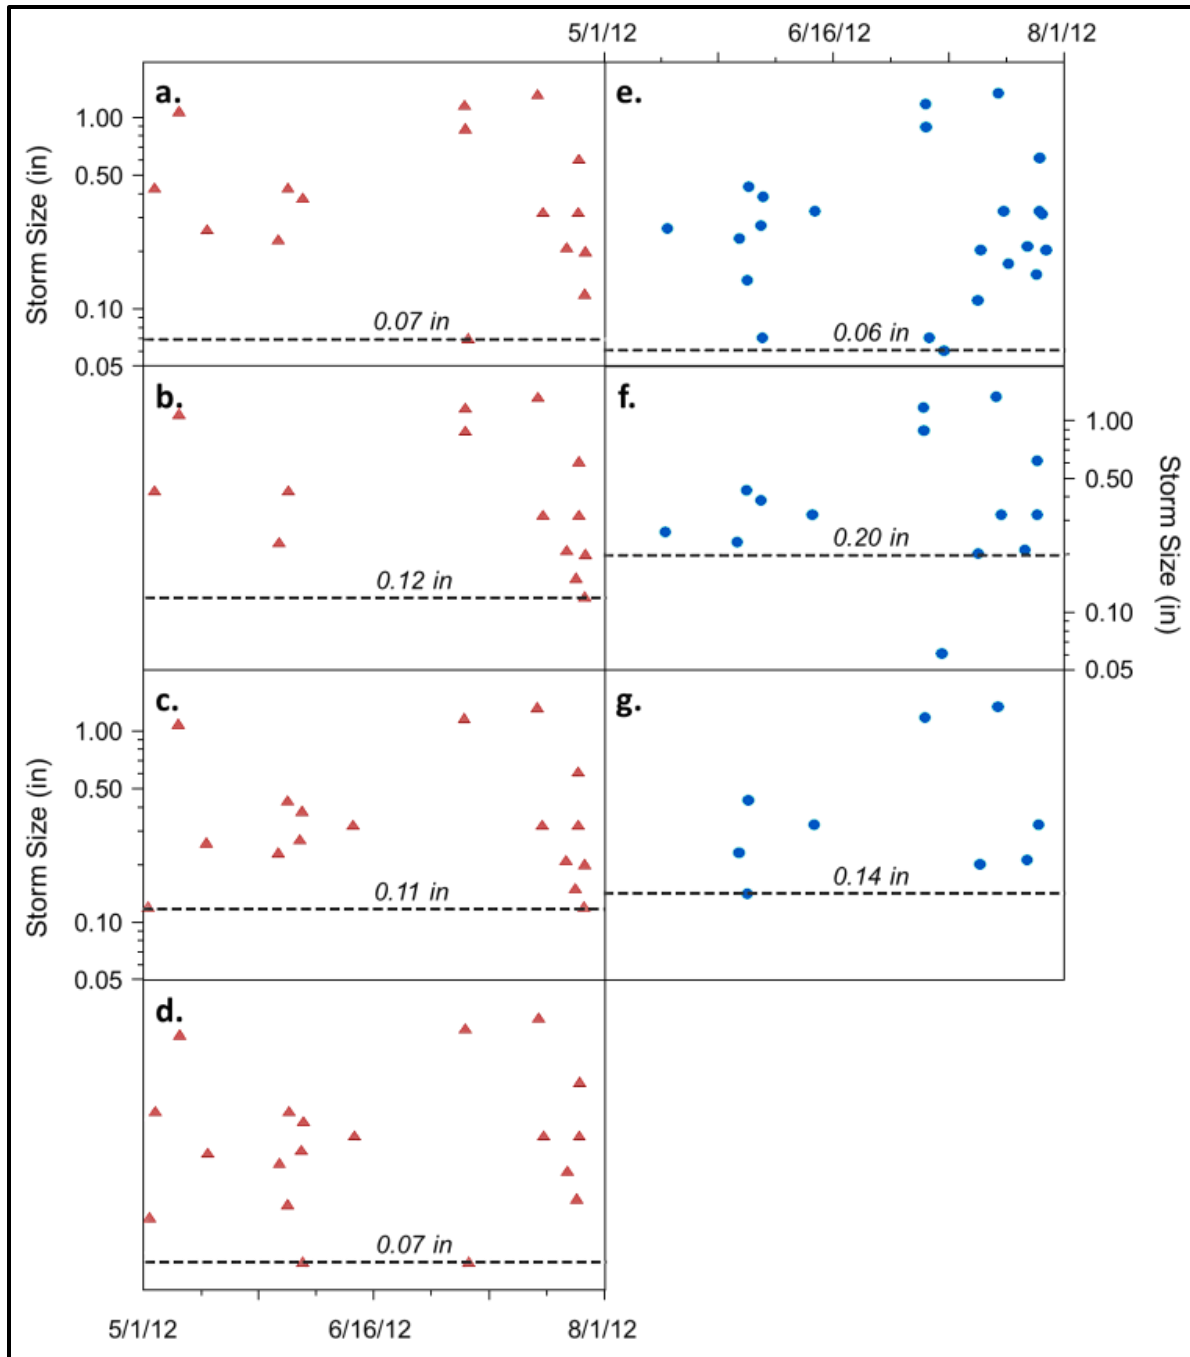 5/1/12 6/16/12 8/1/12
a.
e.
1.00
0.50
0.10
0.05
Storm Size (in)
0.07 in
0.06 in
b.
f.
1.00
0.50
0.10
0.05
Storm Size (in)
0.12 in
0.20 in
c.
g.
1.00
0.50
0.10
0.05
Storm Size (in)
0.11 in
0.14 in
d.
0.07 in
5/1/12 6/16/12 8/1/12